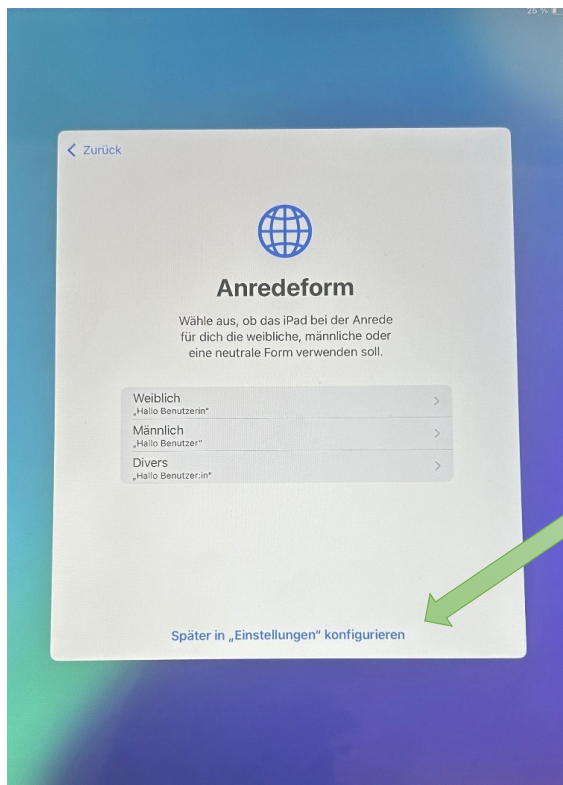 25 %
Zurück
Anredeform
Wähle aus, ob das iPad bei der Anrede
für dich die weibliche, männliche oder
eine neutrale Form verwenden soll.
Weiblich
„Hallo Benutzerin“
Männlich
„Hallo Benutzer“
Divers
„Hallo Benutzer:in“
Später in „Einstellungen“ konfigurieren